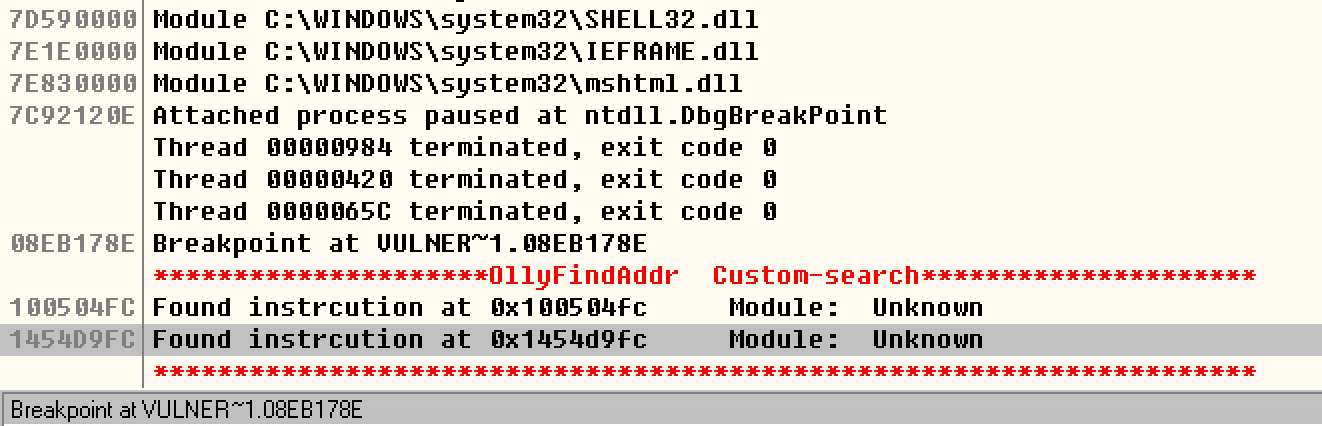 7D590000 Module C:\WINDOWS\system32\SHELL32.dll
7E1E0000 Module C:\WINDOWS\system32\IEFRAME.dll
7E830000 Module C:\WINDOWS\system32\mshtml.dll
7C92120E Attached process paused at ntdll.DbgBreakPoint
Thread 00000984 terminated, exit code 0
Thread 00000420 terminated, exit code 0
Thread 0000065C terminated, exit code 0
08EB178E Breakpoint at VULNER~1.08EB178E
*********************OllyFindAddr  Custom-search*********************
100504FC Found instrcution at 0x100504fc     Module:  Unknown
1454D9FC Found instrcution at 0x1454d9fc     Module:  Unknown
*********************************************************************
Breakpoint at VULNER~1.08EB178E